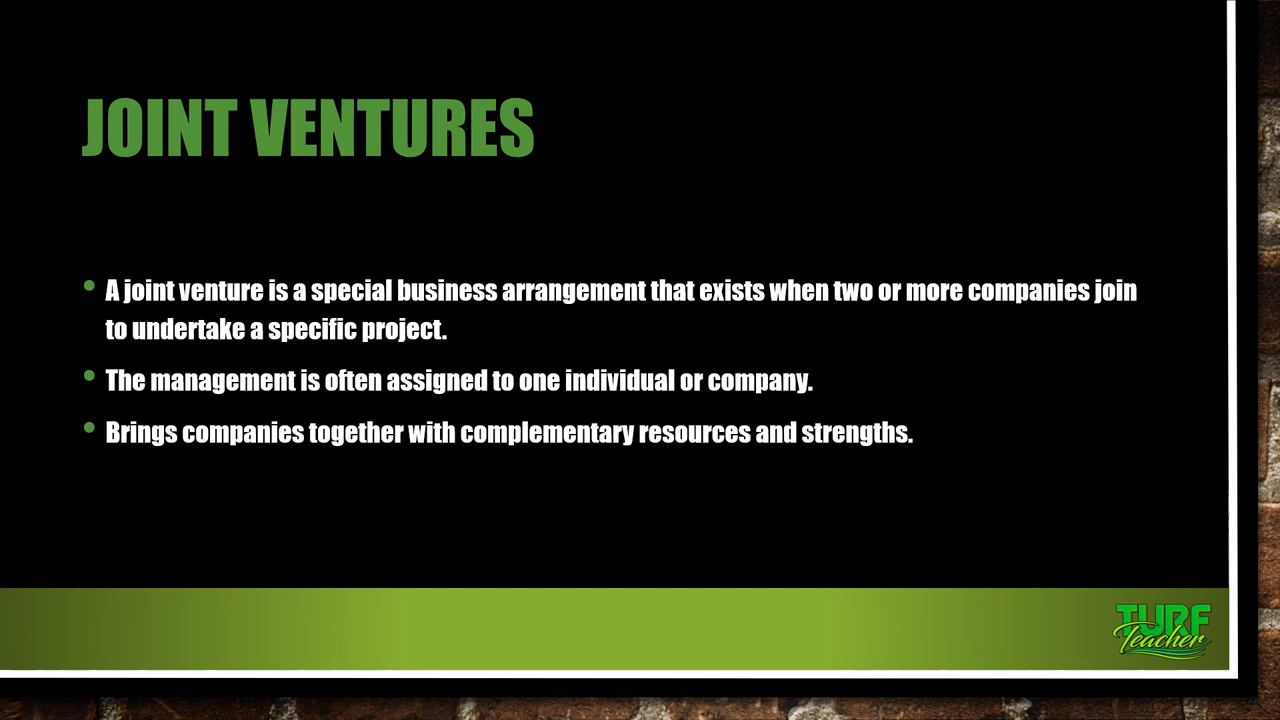 JOINT VENTURES
• A joint venture is a special business arrangement that exists when two or more companies join
to undertake a specific project.
• The management is often assigned to one individual or company.
• Brings companies together with complementary resources and strengths.
TURF
Teacher